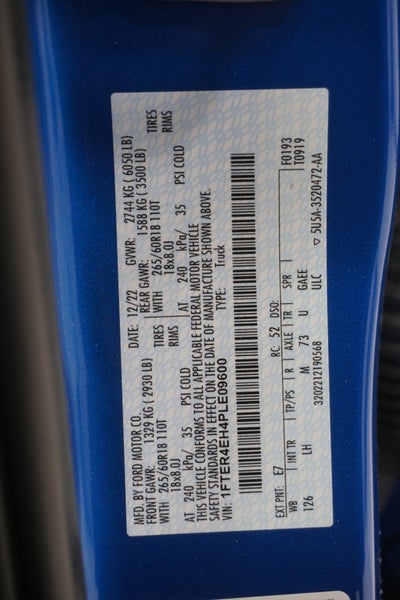 MFD. BY FORD MOTOR CO. DATE: 12/22 GVWR: 2744 KG ( 6050 LB)
FRONT GAWR: 1329 KG ( 2930 LB) REAR GAWR: 1588 KG ( 3500 LB)
WITH 265/60R18 110T TIRES WITH 265/60R18 110T TIRES
18x8.0J RIMS 18x8.0J RIMS
AT 240 kPa/ 35 PSI COLD AT 240 kPa/ 35 PSI COLD
THIS VEHICLE CONFORMS TO ALL APPLICABLE FEDERAL MOTOR VEHICLE
SAFETY STANDARDS IN EFFECT ON THE DATE OF MANUFACTURE SHOWN ABOVE.
VIN: 1FTER4EH4PLE09600 TYPE: Truck
F0193
EXT PNT: E7 RC: 52 DSO: T0919
WB INT TR TP/PS R AXLE TR SPR
126 LH M 73 U GAEE
3202212190568 ULC ▽ 5U5A-3520472-AA